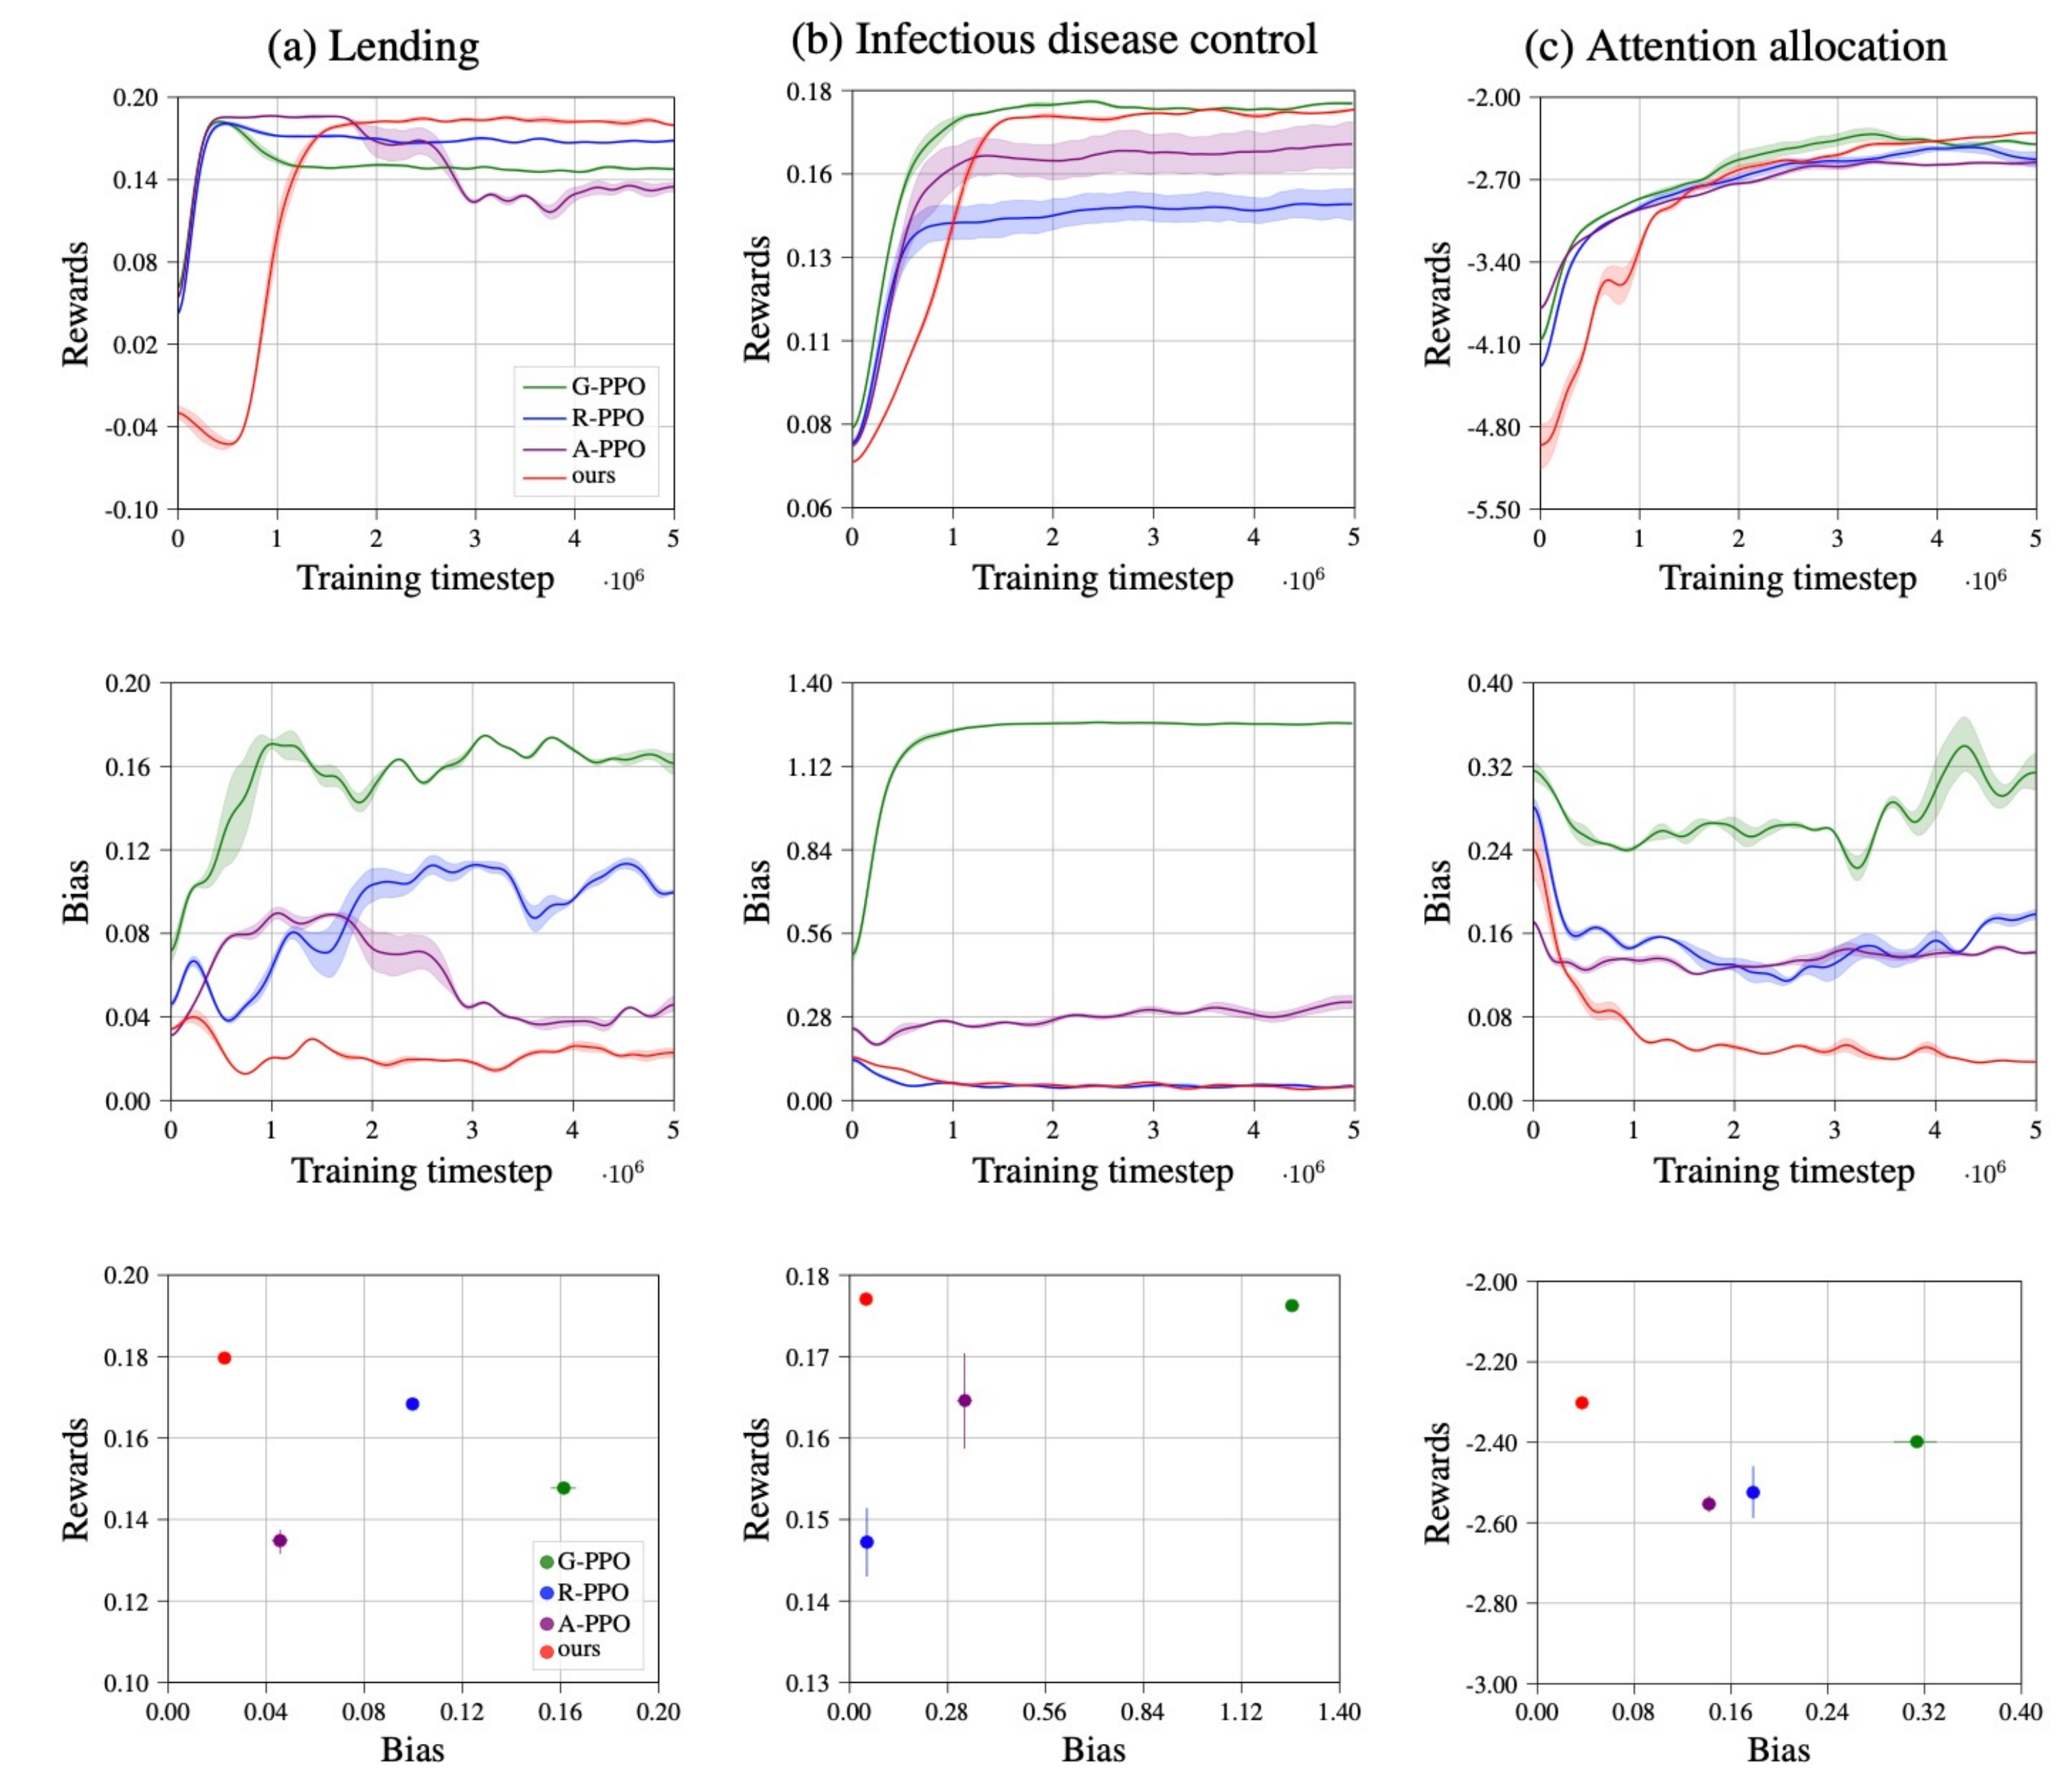 (a) Lending
(b) Infectious disease control
(c) Attention allocation
Rewards
0.20
0.14
0.08
0.02
-0.04
-0.10
0 1 2 3 4 5
Training timestep ·10⁶
G-PPO
R-PPO
A-PPO
ours
Rewards
0.18
0.16
0.13
0.11
0.08
0.06
0 1 2 3 4 5
Training timestep ·10⁶
Rewards
-2.00
-2.70
-3.40
-4.10
-4.80
-5.50
0 1 2 3 4 5
Training timestep ·10⁶
Bias
0.20
0.16
0.12
0.08
0.04
0.00
0 1 2 3 4 5
Training timestep ·10⁶
Bias
1.40
1.12
0.84
0.56
0.28
0.00
0 1 2 3 4 5
Training timestep ·10⁶
Bias
0.40
0.32
0.24
0.16
0.08
0.00
0 1 2 3 4 5
Training timestep ·10⁶
Rewards
0.20
0.18
0.16
0.14
0.12
0.10
0.00 0.04 0.08 0.12 0.16 0.20
Bias
G-PPO
R-PPO
A-PPO
ours
Rewards
0.18
0.17
0.16
0.15
0.14
0.13
0.00 0.28 0.56 0.84 1.12 1.40
Bias
Rewards
-2.00
-2.20
-2.40
-2.60
-2.80
-3.00
0.00 0.08 0.16 0.24 0.32 0.40
Bias